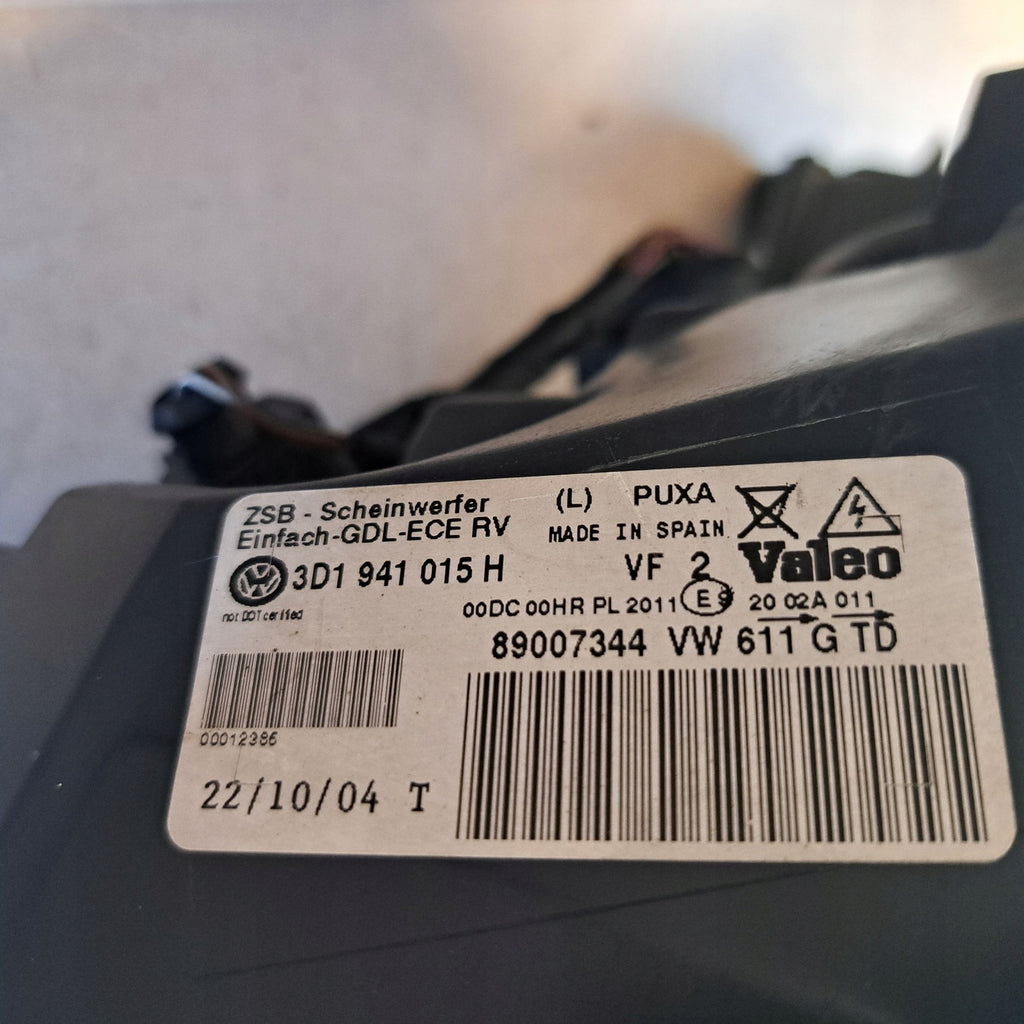 ZSB - Scheinwerfer (L) PUXA
Einfach-GDL-ECE RV MADE IN SPAIN
3D1 941 015 H VF 2 Valeo
not DOT certified 00DC 00HR PL 2011 E9 20 02A 011
89007344 VW 611 G TD
00012386
22/10/04 T